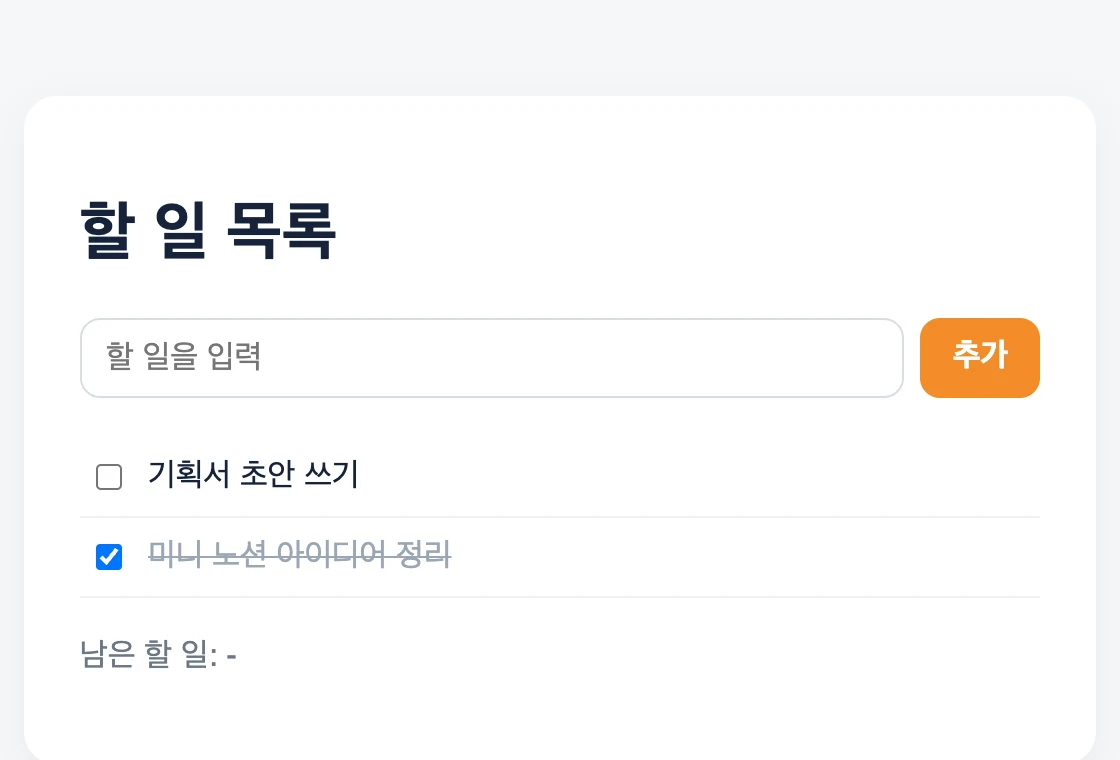 할 일 목록
할 일을 입력
추가
기획서 초안 쓰기
미니 노션 아이디어 정리
남은 할 일: -